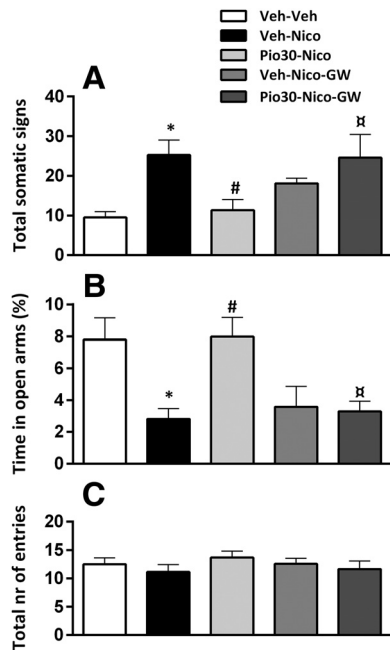 Veh-Veh
Veh-Nico
Pio30-Nico
Veh-Nico-GW
Pio30-Nico-GW
A
Total somatic signs
40
30
20
10
0
*
#
¤
B
Time in open arms (%)
10
8
6
4
2
0
*
#
¤
C
Total nr of entries
20
15
10
5
0